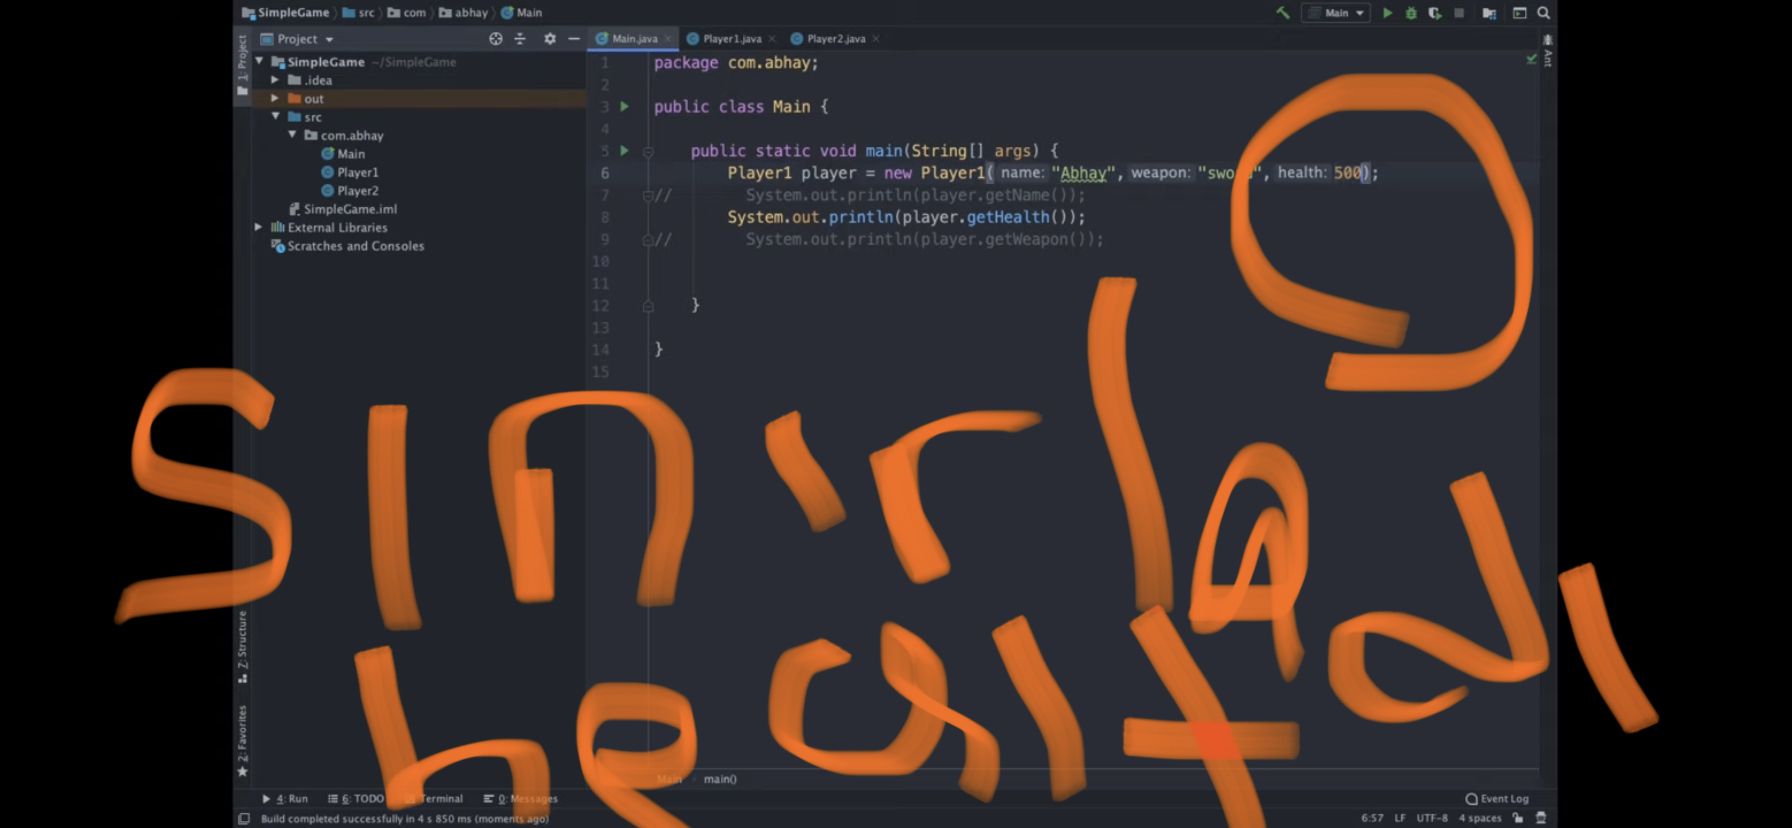 SimpleGame src com abhay Main
Main
1: Project
Project
Main.java Player1.java Player2.java
Ant
SimpleGame ~/SimpleGame
.idea
out
src
com.abhay
Main
Player1
Player2
SimpleGame.iml
External Libraries
Scratches and Consoles
1 package com.abhay;
2
3 public class Main {
4
5 public static void main(String[] args) {
6 Player1 player = new Player1( name: "Abhay", weapon: "sword", health: 500);
7 // System.out.println(player.getName());
8 System.out.println(player.getHealth());
9 // System.out.println(player.getWeapon());
10
11
12 }
13
14 }
15
health
7: Structure
2: Favorites
Main main()
4: Run 6: TODO Terminal 0: Messages Event Log
Build completed successfully in 4 s 850 ms (moments ago) 6:57 LF UTF-8 4 spaces